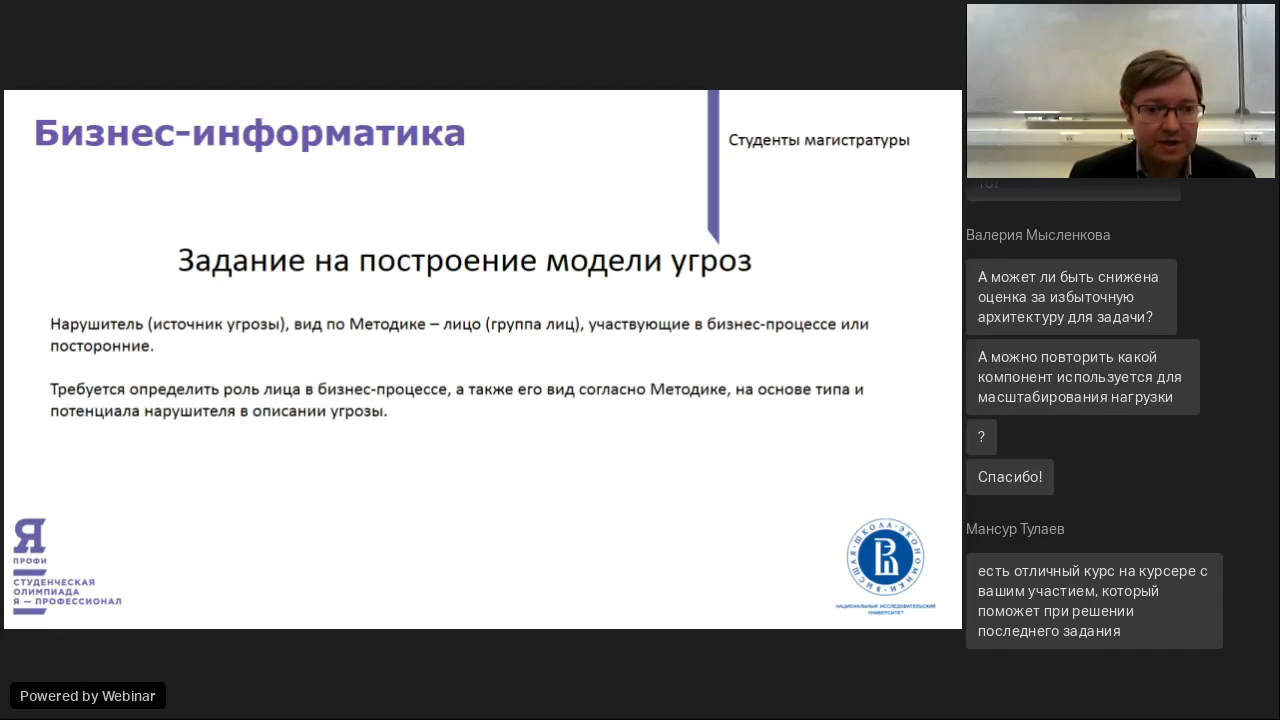 Бизнес-информатика
Студенты магистратуры
Задание на построение модели угроз
Нарушитель (источник угрозы), вид по Методике – лицо (группа лиц), участвующие в бизнес-процессе или
посторонние.
Требуется определить роль лица в бизнес-процессе, а также его вид согласно Методике, на основе типа и
потенциала нарушителя в описании угрозы.
Я
ПРОФИ
СТУДЕНЧЕСКАЯ
ОЛИМПИАДА
Я — ПРОФЕССИОНАЛ
ВЫСШАЯ ШКОЛА ЭКОНОМИКИ
НАЦИОНАЛЬНЫЙ ИССЛЕДОВАТЕЛЬСКИЙ
УНИВЕРСИТЕТ
Powered by Webinar
Валерия Мысленкова
А может ли быть снижена
оценка за избыточную
архитектуру для задачи?
А можно повторить какой
компонент используется для
масштабирования нагрузки
?
Спасибо!
Мансур Тулаев
есть отличный курс на курсере с
вашим участием, который
поможет при решении
последнего задания